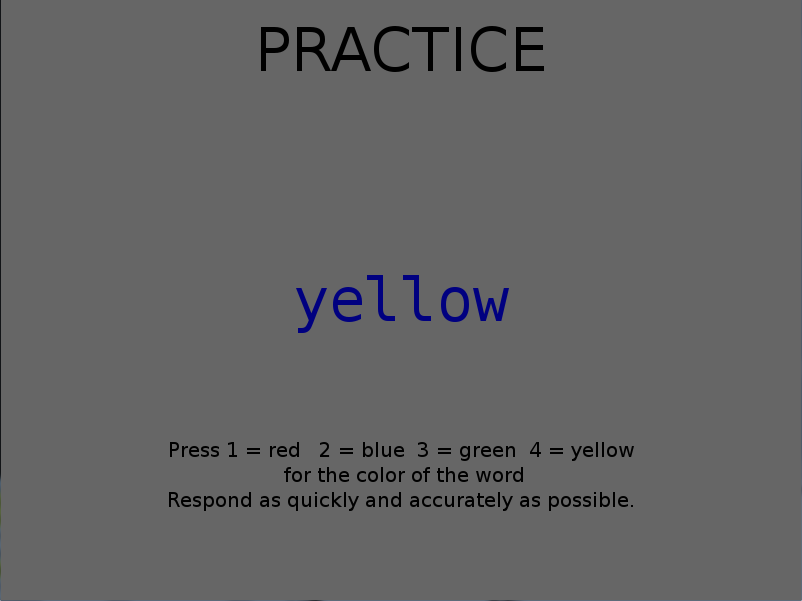 PRACTICE
yellow
Press 1 = red   2 = blue  3 = green  4 = yellow
for the color of the word
Respond as quickly and accurately as possible.